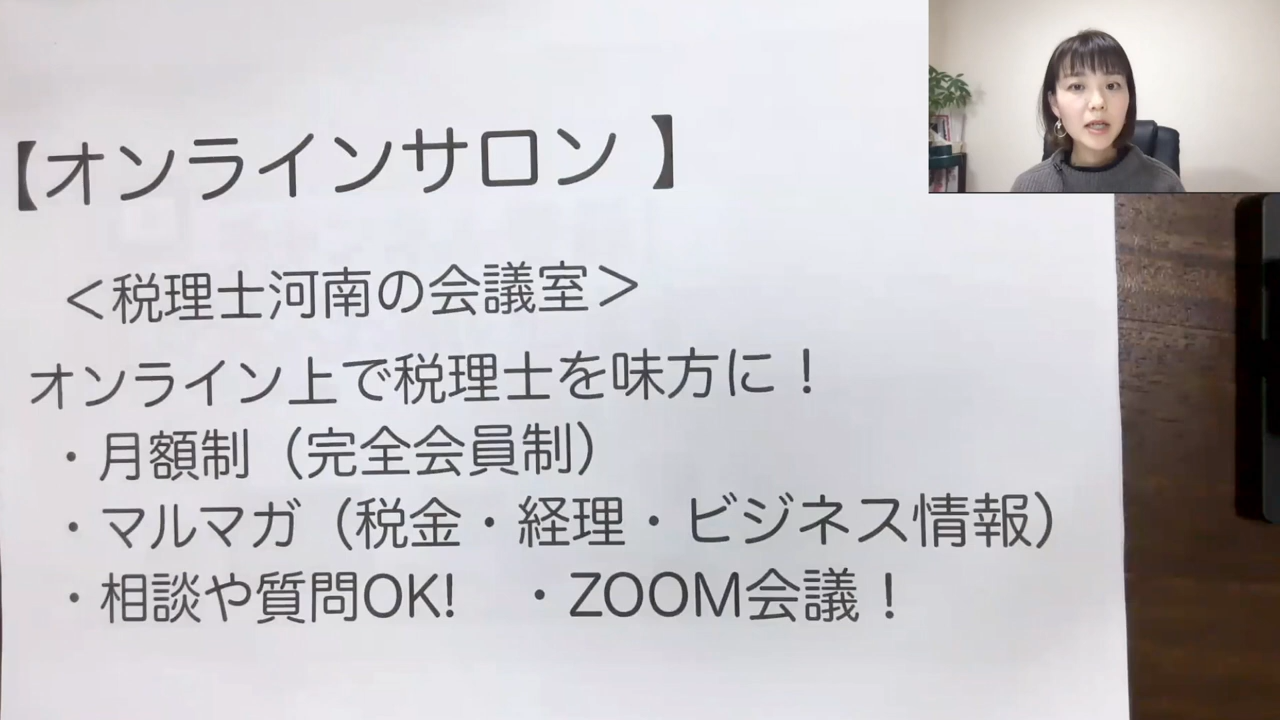 【オンラインサロン】
＜税理士河南の会議室＞
オンライン上で税理士を味方に！
・月額制（完全会員制）
・マルマガ（税金・経理・ビジネス情報）
・相談や質問OK!　・ZOOM会議！